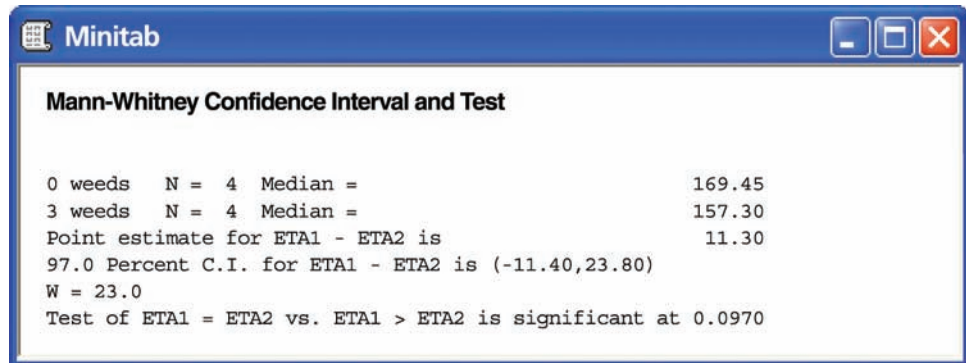 Minitab
Mann-Whitney Confidence Interval and Test
0 weeds N = 4 Median = 169.45
3 weeds N = 4 Median = 157.30
Point estimate for ETA1 - ETA2 is 11.30
97.0 Percent C.I. for ETA1 - ETA2 is (-11.40,23.80)
W = 23.0
Test of ETA1 = ETA2 vs. ETA1 > ETA2 is significant at 0.0970